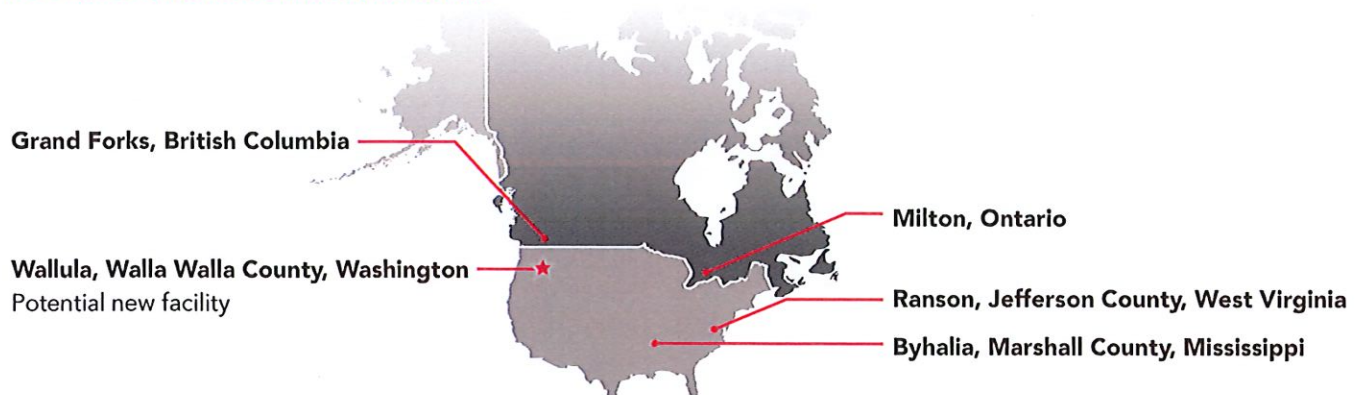 Grand Forks, British Columbia
Wallula, Walla Walla County, Washington
Potential new facility
Milton, Ontario
Ranson, Jefferson County, West Virginia
Byhalia, Marshall County, Mississippi